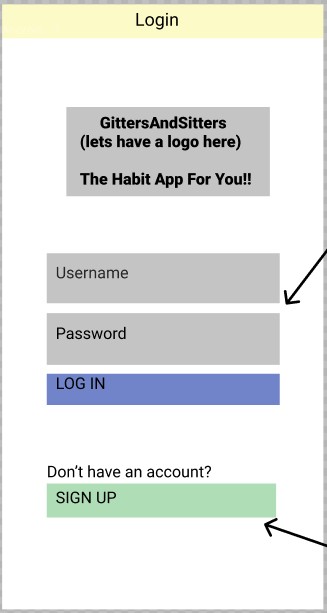 Login
GittersAndSitters
(lets have a logo here)
The Habit App For You!!
Username
Password
LOG IN
Don't have an account?
SIGN UP